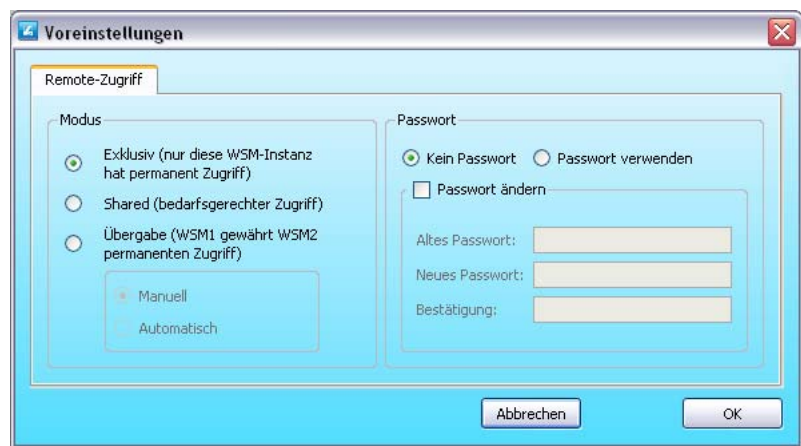 Voreinstellungen
Remote-Zugriff
Modus
Exklusiv (nur diese WSM-Instanz
hat permanent Zugriff)
Shared (bedarfsgerechter Zugriff)
Übergabe (WSM1 gewährt WSM2
permanenten Zugriff)
Manuell
Automatisch
Passwort
Kein Passwort
Passwort verwenden
Passwort ändern
Altes Passwort:
Neues Passwort:
Bestätigung:
Abbrechen
OK